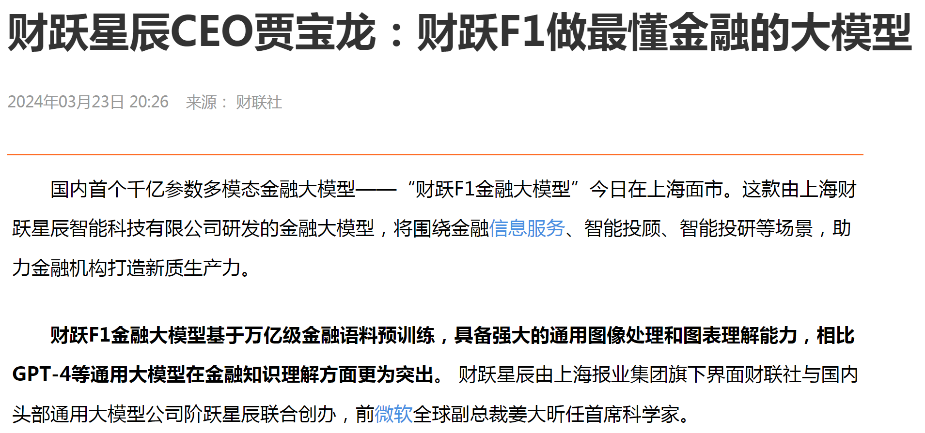 财跃星辰CEO贾宝龙：财跃F1做最懂金融的大模型
2024年03月23日 20:26 来源： 财联社
国内首个千亿参数多模态金融大模型——“财跃F1金融大模型”今日在上海面市。这款由上海财
跃星辰智能科技有限公司研发的金融大模型，将围绕金融信息服务、智能投顾、智能投研等场景，助
力金融机构打造新质生产力。
财跃F1金融大模型基于万亿级金融语料预训练，具备强大的通用图像处理和图表理解能力，相比
GPT-4等通用大模型在金融知识理解方面更为突出。 财跃星辰由上海报业集团旗下界面财联社与国内
头部通用大模型公司阶跃星辰联合创办，前微软全球副总裁姜大昕任首席科学家。